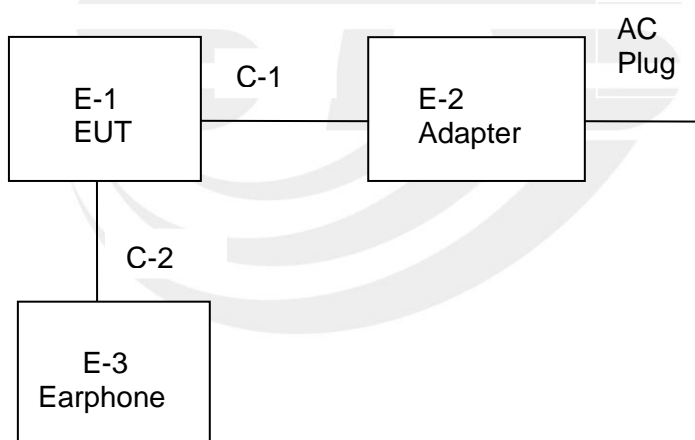 AC
Plug
C-1
E-1
EUT
E-2
Adapter
C-2
E-3
Earphone